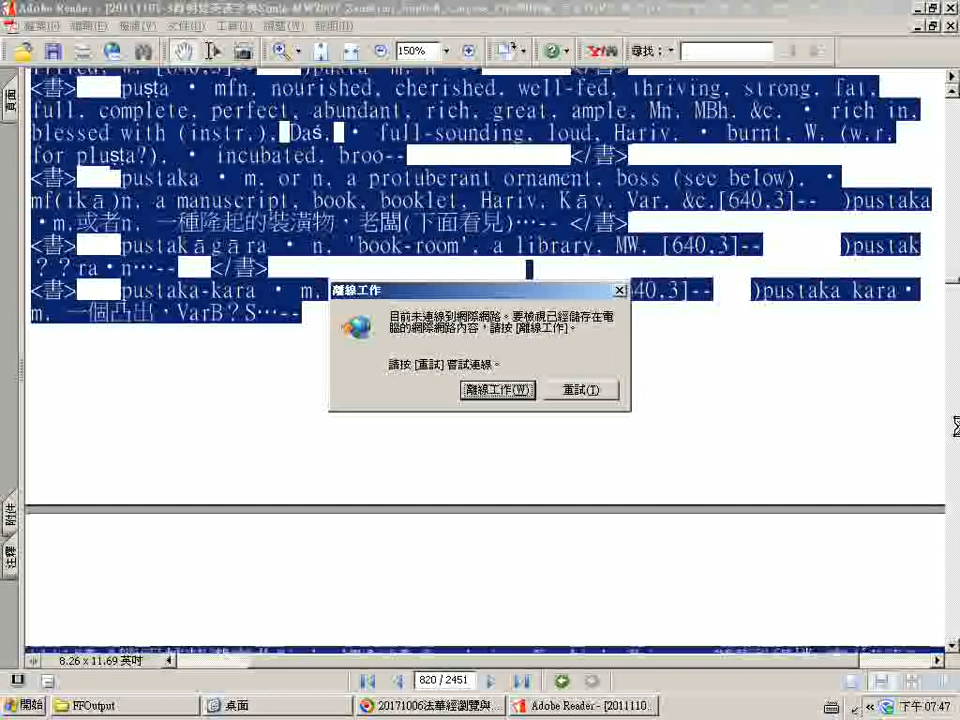 Adobe Reader
150%
尋找:
頁面
<書> puṣṭa • mfn. nourished, cherished, well-fed, thriving, strong, fat,
full, complete, perfect, abundant, rich, great, ample, Mn. MBh. &c. • rich in,
blessed with (instr.), Daś. • full-sounding, loud, Hariv. • burnt, W. (w.r.
for pluṣṭa?). • incubated, broo-- </書>
<書> pustaka • m. or n. a protuberant ornament, boss (see below). •
mf(ikā)n. a manuscript, book, booklet, Hariv. Kāv. Var. &c.[640,3]-- )pustaka
•m.或者n. 一種隆起的裝潢物,老闆(下面看見)…-- </書>
<書> pustakāgāra • n. 'book-room', a library, MW. [640,3]-- )pustak
??ra•n…-- </書>
<書> pustaka-kara • m. 640,3]-- )pustaka kara•
m. 一個凸出,VarB?S…--
離線工作
目前未連線到網際網路。要檢視已經儲存在電
腦的網際網路內容,請按 [離線工作]。
請按 [重試] 嘗試連線。
離線工作(W) 重試(T)
附件
注釋
8.26 x 11.69 英吋
820 / 2451
開始 FFOutput 桌面 20171006法華經瀏覽與... Adobe Reader - [2011110... 下午 07:47